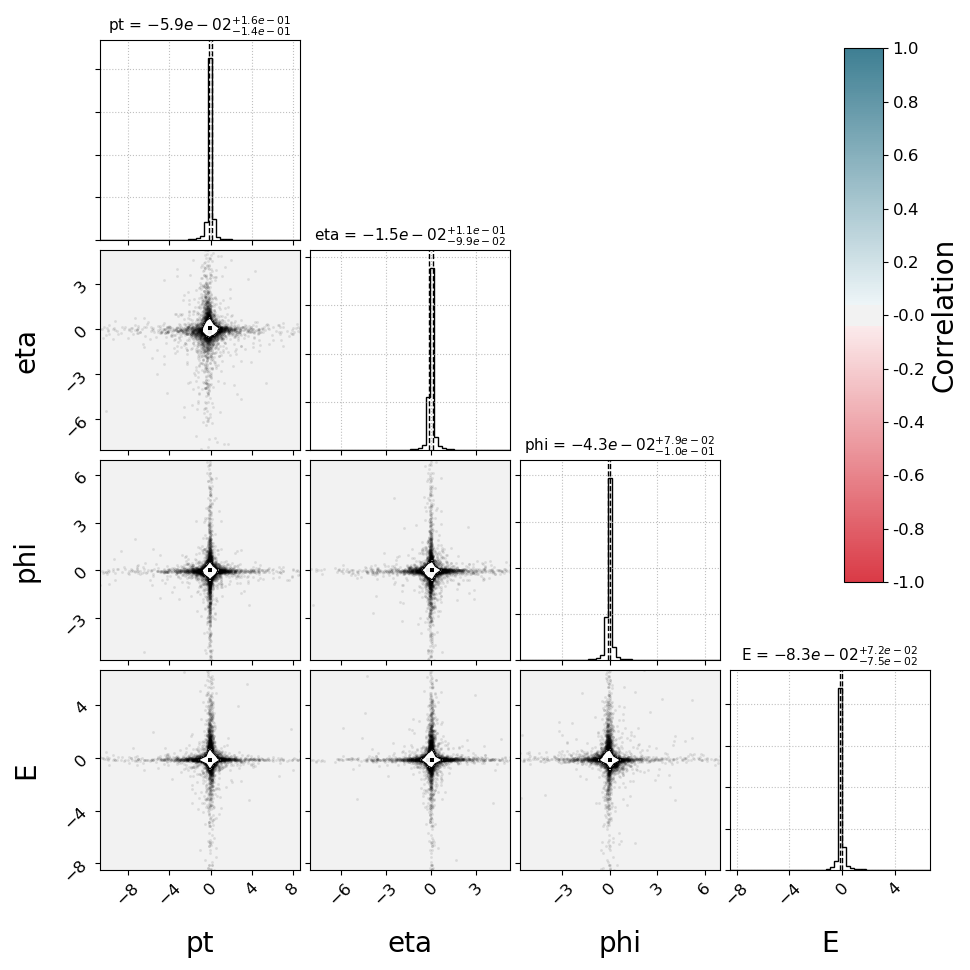 pt = −5.9e − 02+1.6e−01−1.4e−01
1.0
0.8
0.6
0.4
0.2
-0.0
-0.2
-0.4
-0.6
-0.8
-1.0
Correlation
eta = −1.5e − 02+1.1e−01−9.9e−02
eta
3
0
−3
−6
phi = −4.3e − 02+7.9e−02−1.0e−01
phi
6
3
0
−3
E = −8.3e − 02+7.2e−02−7.5e−02
E
4
0
−4
−8
−8 −4 0 4 8
−6 −3 0 3
−3 0 3 6
−8 −4 0 4
pt eta phi E